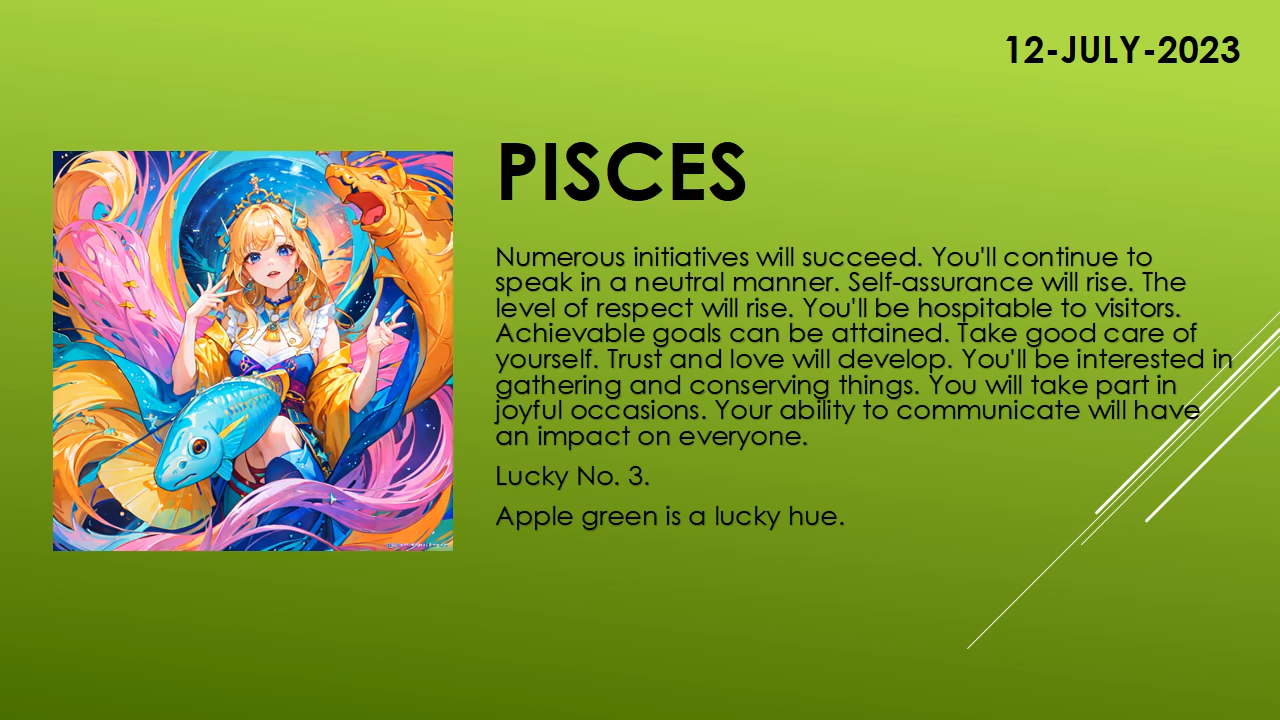 12-JULY-2023
PISCES
Numerous initiatives will succeed. You'll continue to
speak in a neutral manner. Self-assurance will rise. The
level of respect will rise. You'll be hospitable to visitors.
Achievable goals can be attained. Take good care of
yourself. Trust and love will develop. You'll be interested in
gathering and conserving things. You will take part in
joyful occasions. Your ability to communicate will have
an impact on everyone.
Lucky No. 3.
Apple green is a lucky hue.